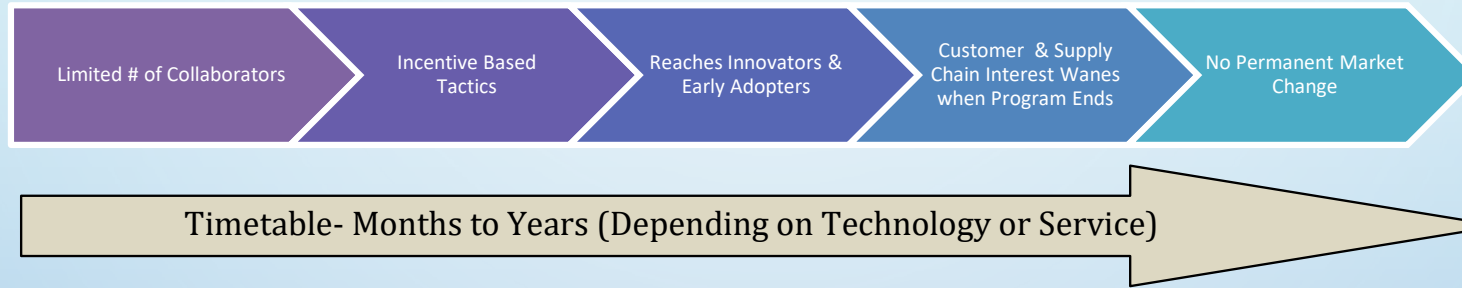 Limited # of Collaborators
Incentive Based
Tactics
Reaches Innovators &
Early Adopters
Customer & Supply
Chain Interest Wanes
when Program Ends
No Permanent Market
Change
Timetable- Months to Years (Depending on Technology or Service)